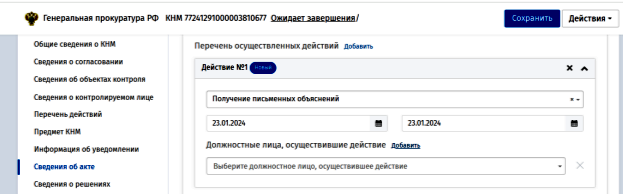 Генеральная прокуратура РФ КНМ 77241291000003810677 Ожидает завершения/ Сохранить Действия
Общие сведения о КНМ
Сведения о согласовании
Сведения об объектах контроля
Сведения о контролируемом лице
Перечень действий
Предмет КНМ
Информация об уведомлении
Сведения об акте
Сведения о решениях
Перечень осуществленных действий Добавить
Действие №1 Новый
Получение письменных объяснений
23.01.2024 23.01.2024
Должностные лица, осуществившие действие Добавить
Выберите должностное лицо, осуществившее действие